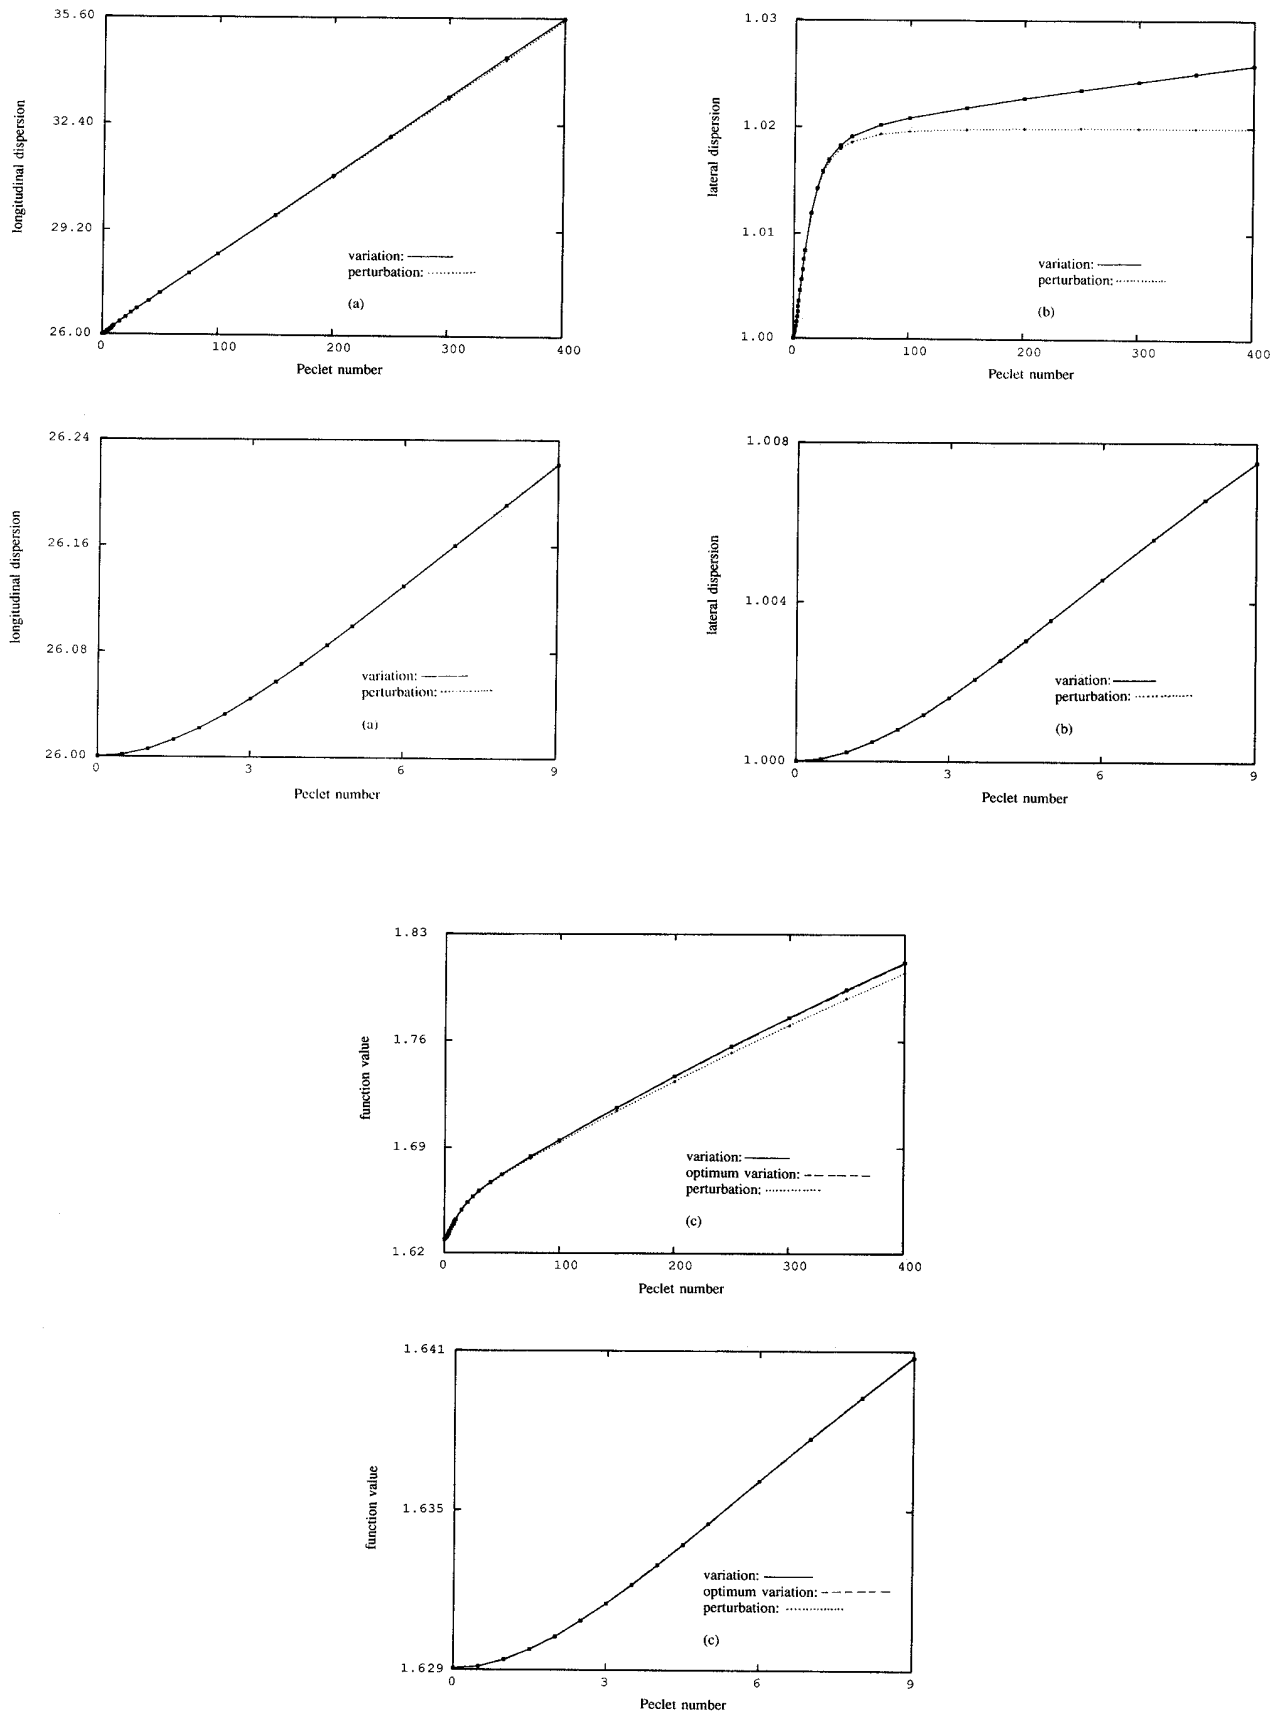 35.60
32.40
29.20
26.00
longitudinal dispersion
variation:
perturbation:
(a)
0 100 200 300 400
Peclet number
1.03
1.02
1.01
1.00
lateral dispersion
variation:
perturbation:
(b)
0 100 200 300 400
Peclet number
26.24
26.16
26.08
26.00
longitudinal dispersion
variation:
perturbation:
(a)
0 3 6 9
Peclet number
1.008
1.004
1.000
lateral dispersion
variation:
perturbation:
(b)
0 3 6 9
Peclet number
1.83
1.76
1.69
1.62
function value
variation:
optimum variation:
perturbation:
(c)
0 100 200 300 400
Peclet number
1.641
1.635
1.629
function value
variation:
optimum variation:
perturbation:
(c)
0 3 6 9
Peclet number